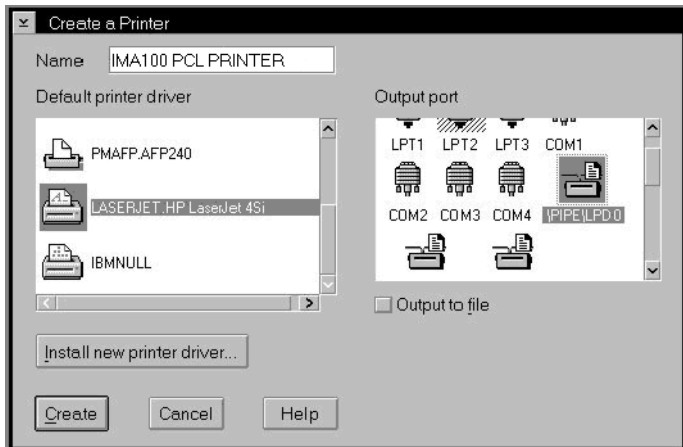 Create a Printer
Name IMA100 PCL PRINTER
Default printer driver
PMAFP.AFP240
LASERJET.HP LaserJet 4Si
IBMNULL
Install new printer driver...
Output port
LPT1 LPT2 LPT3 COM1
COM2 COM3 COM4 \PIPE\LPD0
Output to file
Create Cancel Help